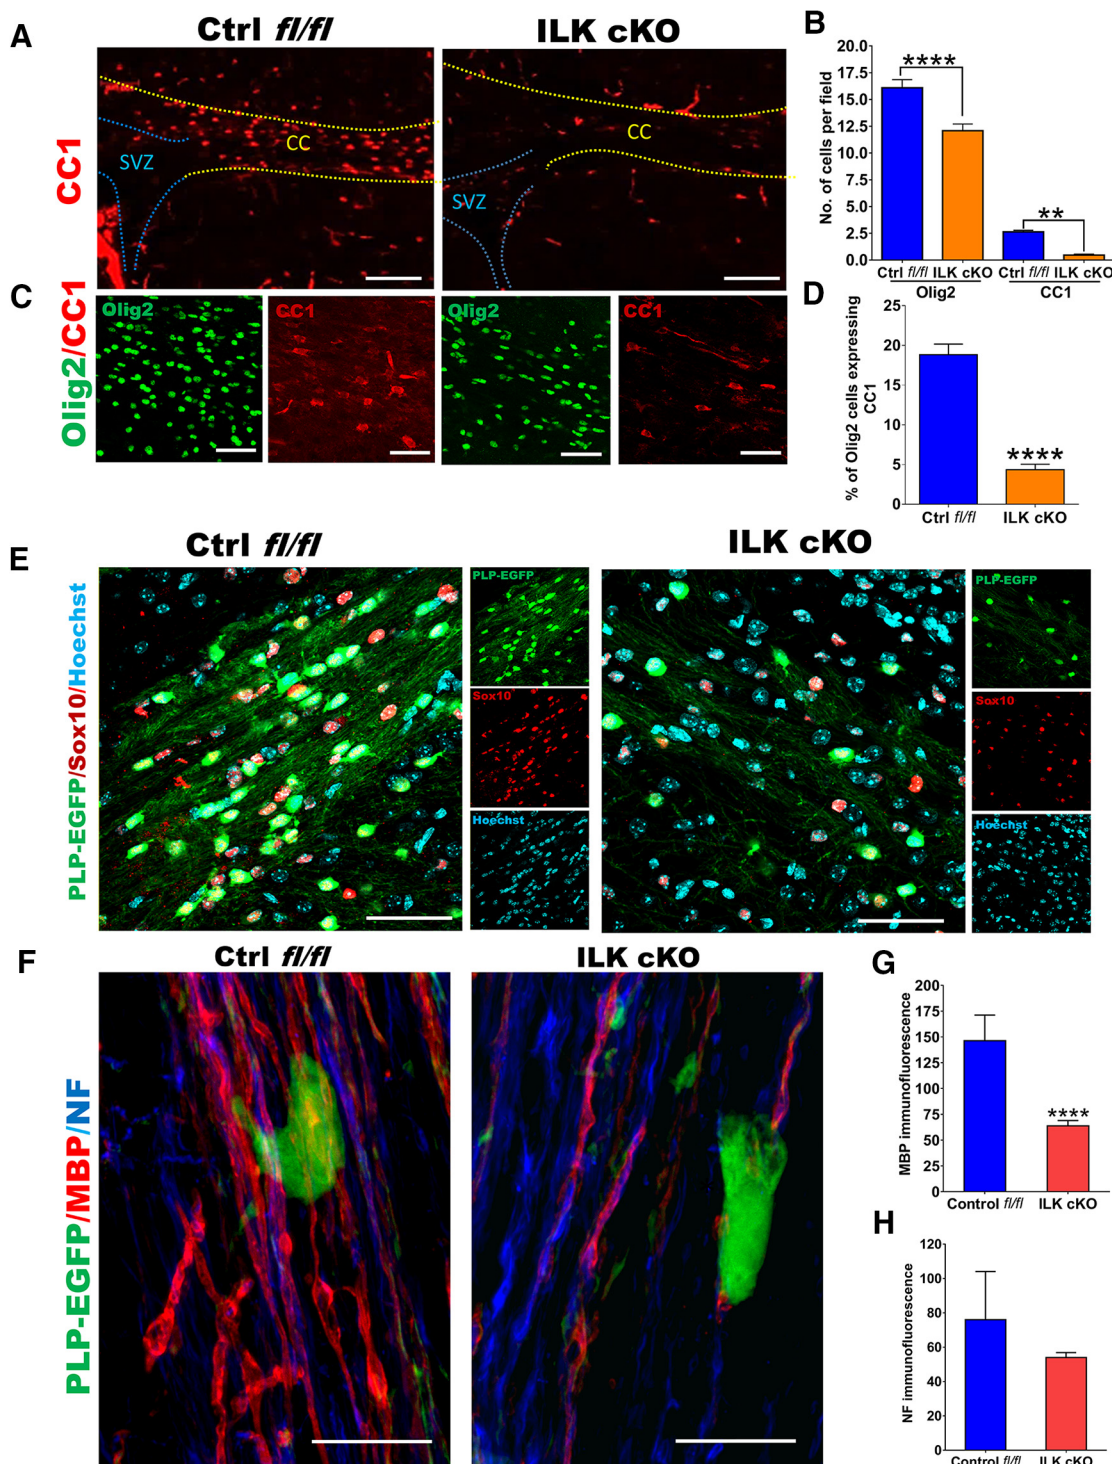 A
Ctrl fl/fl
ILK cKO
CC1
SVZ
CC
SVZ
CC
B
No. of cells per field
20.0
17.5
15.0
12.5
10.0
7.5
5.0
2.5
0
****
**
Ctrl fl/fl ILK cKO Ctrl fl/fl ILK cKO
Olig2 CC1
C
Olig2/CC1
Olig2
CC1
Olig2
CC1
D
% of Olig2 cells expressing
CC1
25
20
15
10
5
0
****
Ctrl fl/fl ILK cKO
E
Ctrl fl/fl
ILK cKO
PLP-EGFP/Sox10/Hoechst
PLP-EGFP
Sox10
Hoechst
PLP-EGFP
Sox10
Hoechst
F
Ctrl fl/fl
ILK cKO
PLP-EGFP/MBP/NF
G
MBP immunofluorescence
200
175
150
125
100
75
50
25
0
****
Control fl/fl ILK cKO
H
NF immunofluorescence
120
100
80
60
40
20
0
Control fl/fl ILK cKO